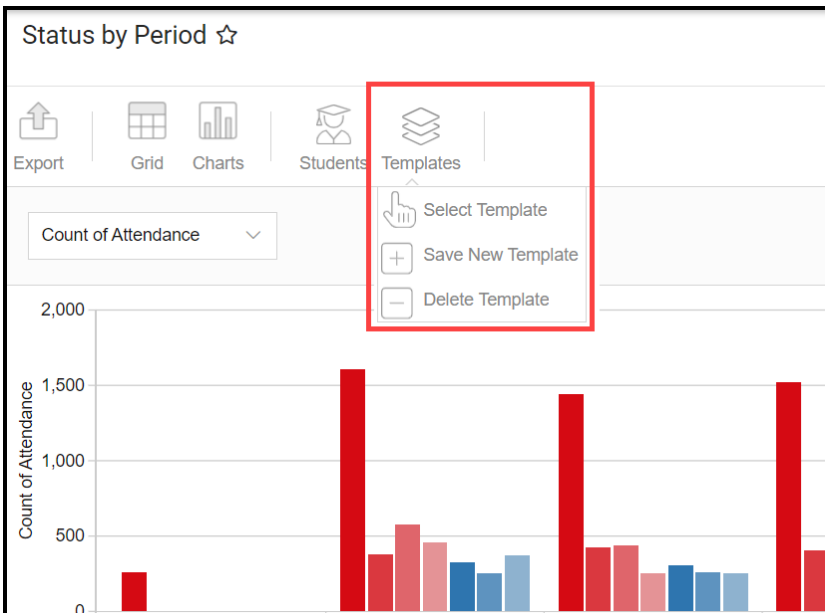 Status by Period
Export
Grid
Charts
Students
Templates
Select Template
Save New Template
Delete Template
Count of Attendance
2,000
1,500
1,000
500
0
Count of Attendance